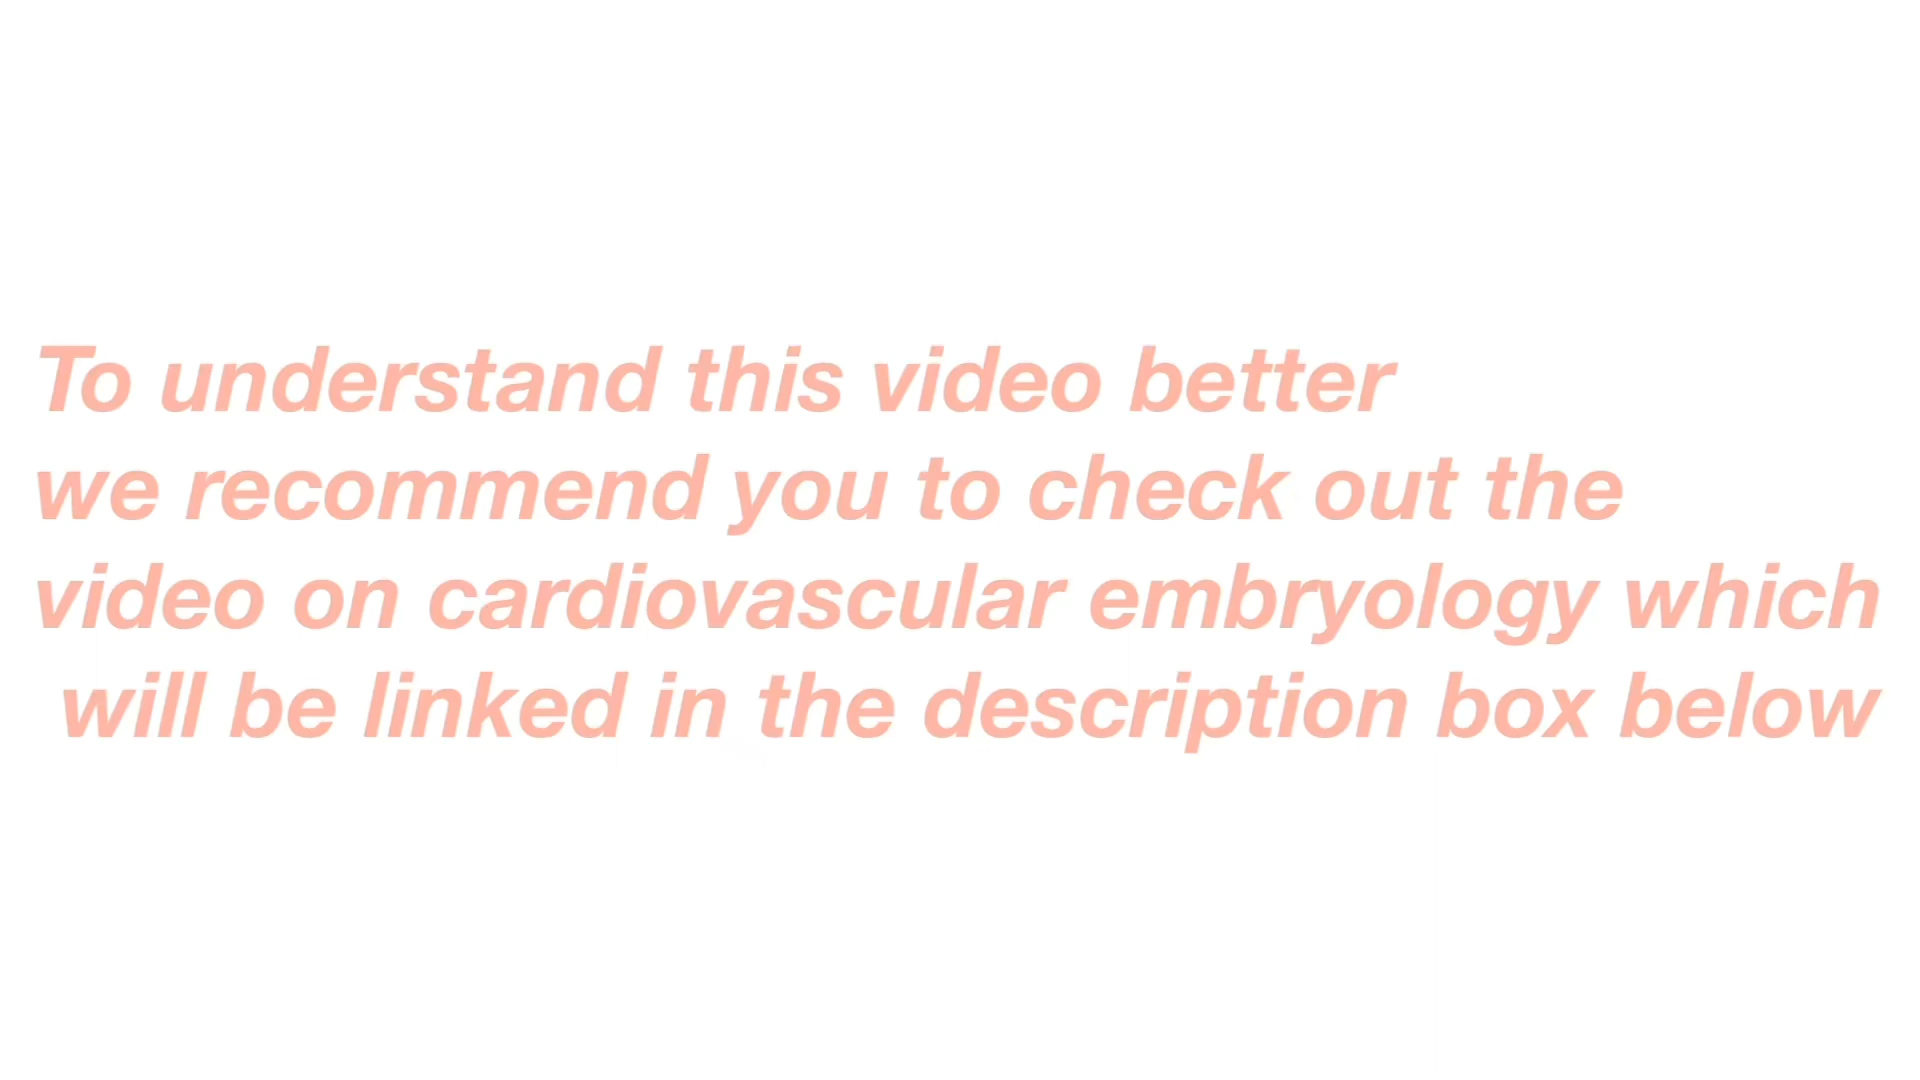 To understand this video better
we recommend you to check out the
video on cardiovascular embryology which
will be linked in the description box below